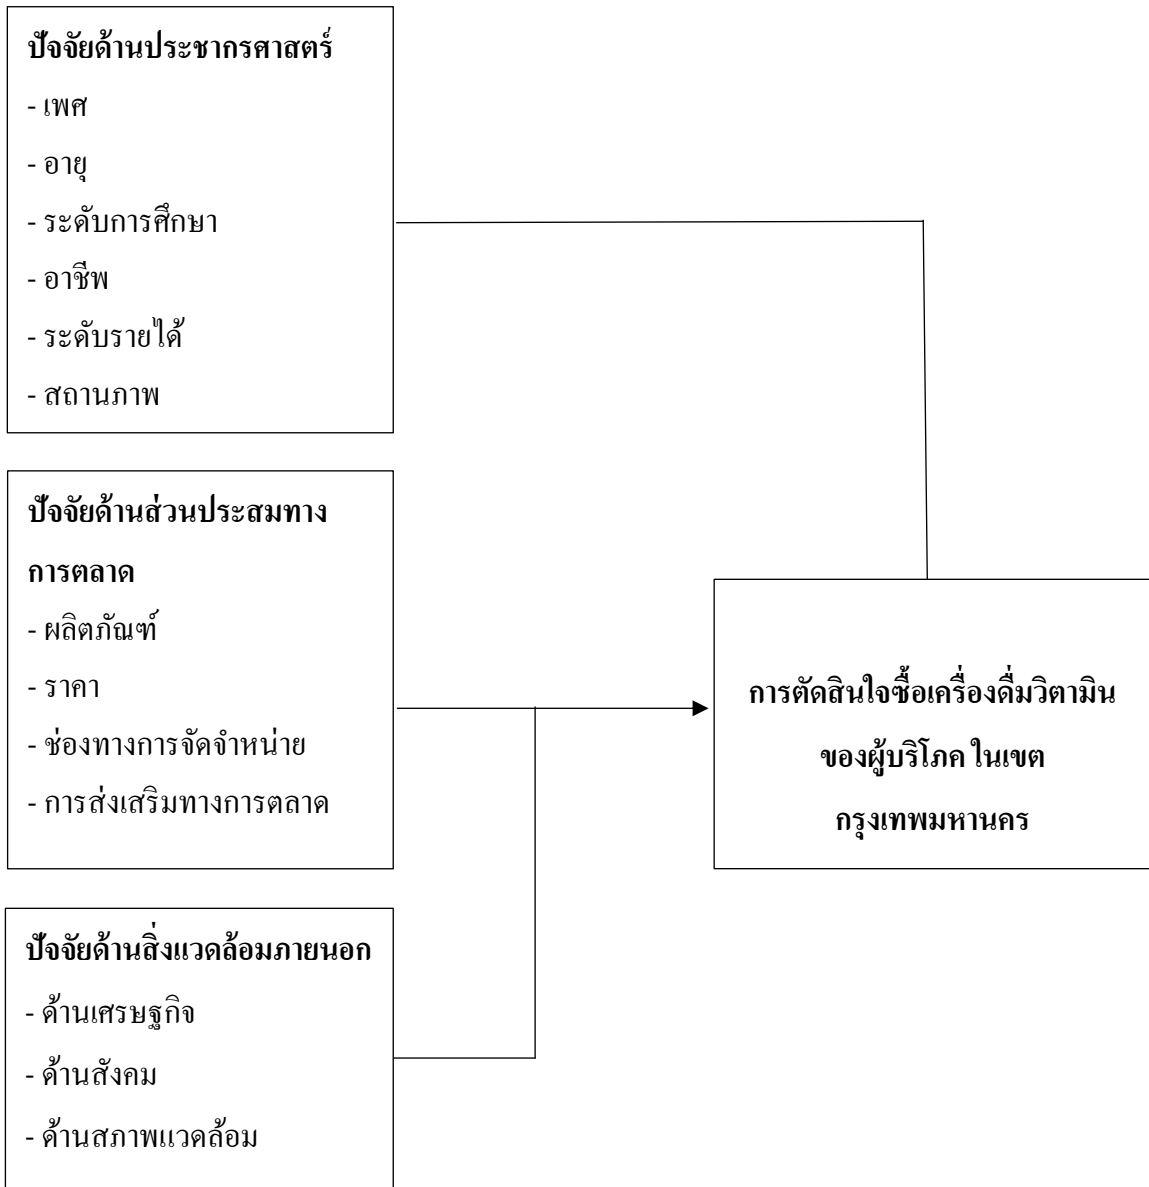 ปัจจัยด้านประชากรศาสตร์
- เพศ
- อายุ
- ระดับการศึกษา
- อาชีพ
- ระดับรายได้
- สถานภาพ
ปัจจัยด้านส่วนประสมทาง
การตลาด
- ผลิตภัณฑ์
- ราคา
- ช่องทางการจัดจำหน่าย
- การส่งเสริมทางการตลาด
ปัจจัยด้านสิ่งแวดล้อมภายนอก
- ด้านเศรษฐกิจ
- ด้านสังคม
- ด้านสภาพแวดล้อม
การตัดสินใจซื้อเครื่องดื่มวิตามิน
ของผู้บริโภค ในเขต
กรุงเทพมหานคร